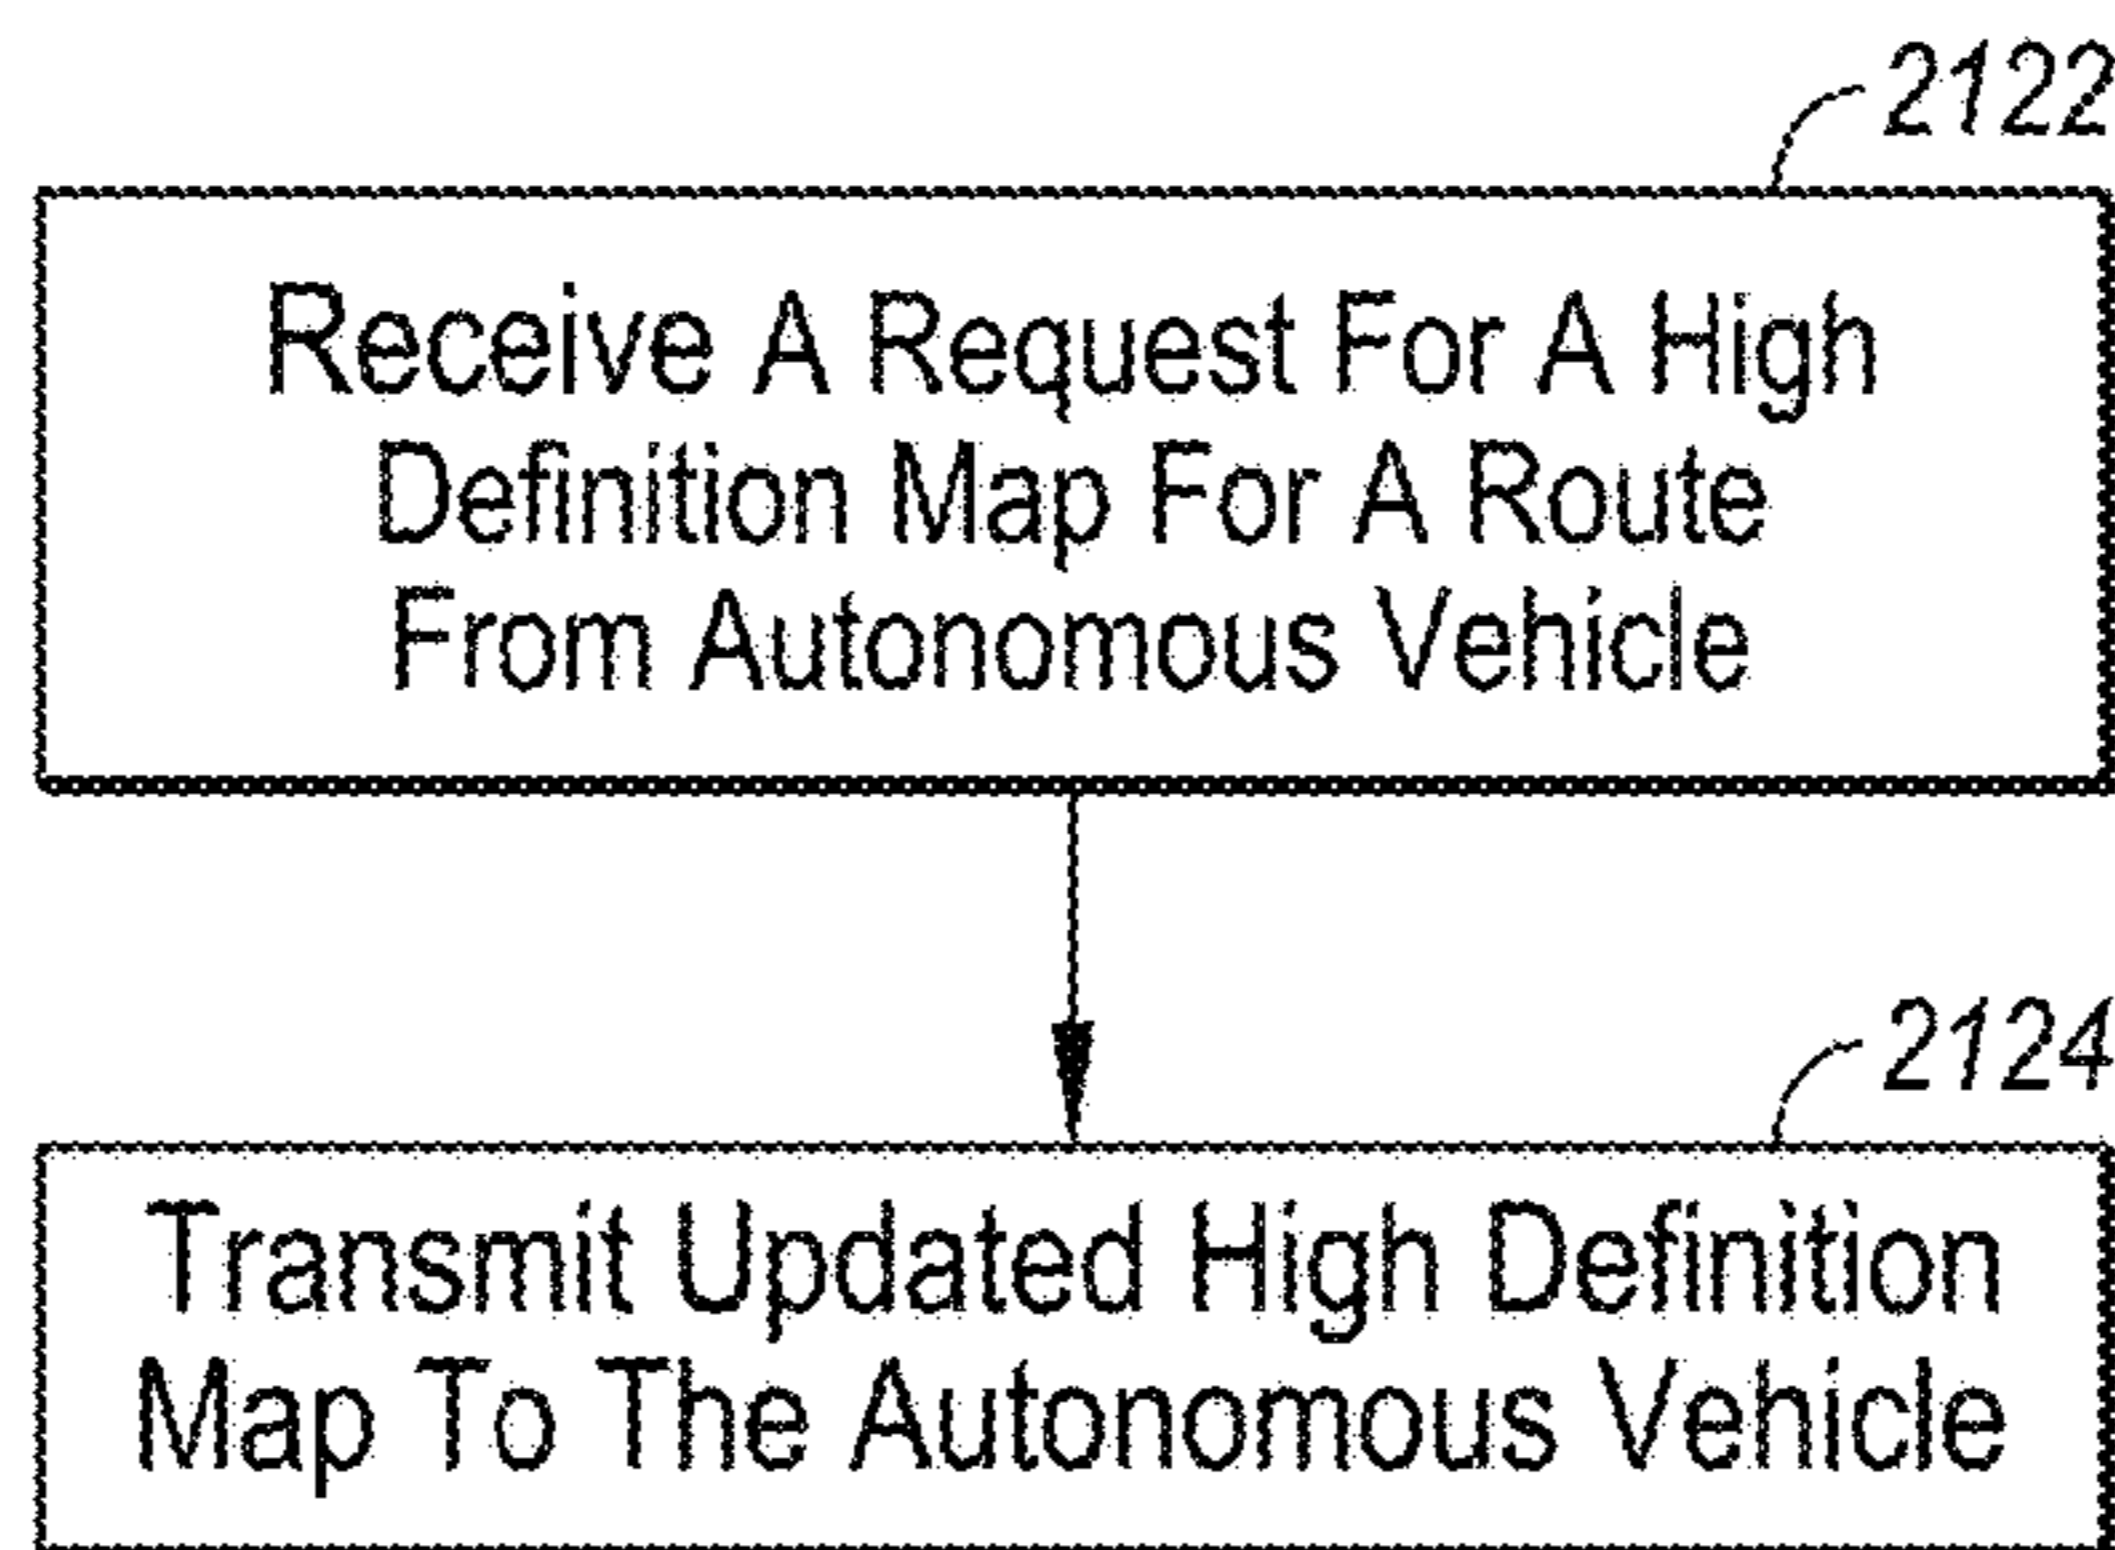 2122
Receive A Request For A High
Definition Map For A Route
From Autonomous Vehicle
2124
Transmit Updated High Definition
Map To The Autonomous Vehicle